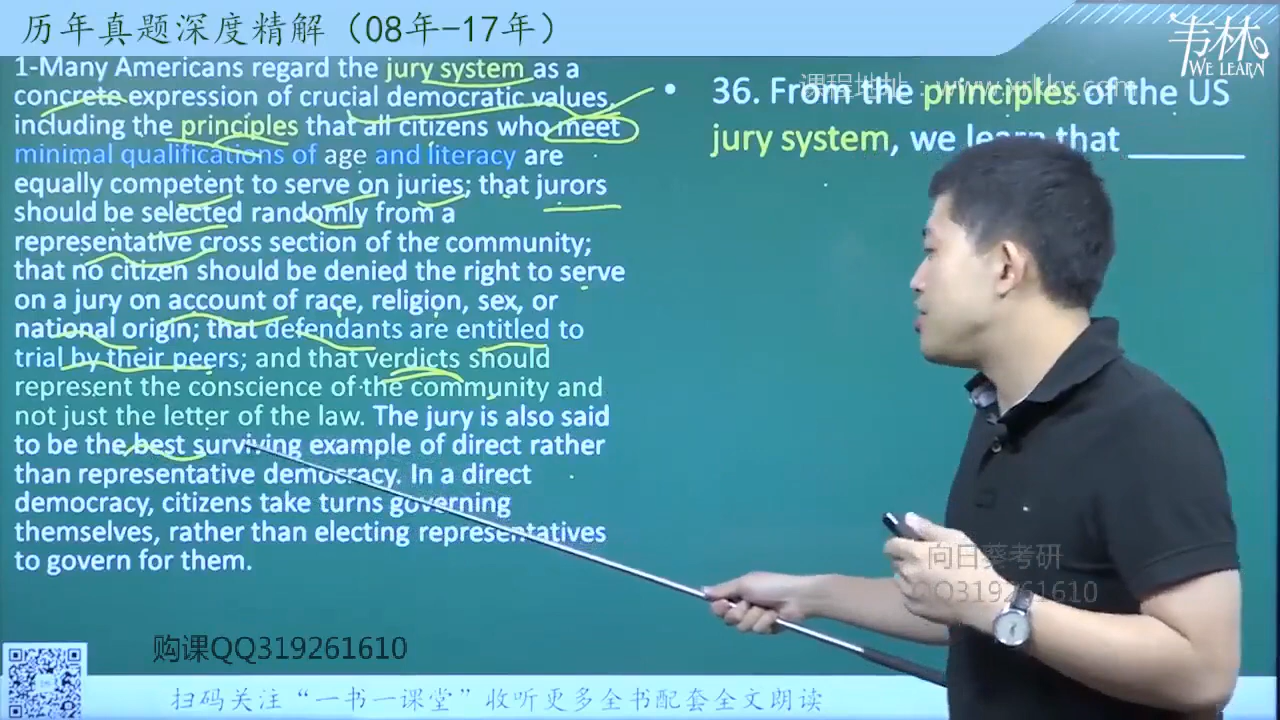 历年真题深度精解（08年-17年）
韦林
WE LEARN
1-Many Americans regard the jury system as a
concrete expression of crucial democratic values,
including the principles that all citizens who meet
minimal qualifications of age and literacy are
equally competent to serve on juries; that jurors
should be selected randomly from a
representative cross section of the community;
that no citizen should be denied the right to serve
on a jury on account of race, religion, sex, or
national origin; that defendants are entitled to
trial by their peers; and that verdicts should
represent the conscience of the community and
not just the letter of the law. The jury is also said
to be the best surviving example of direct rather
than representative democracy. In a direct
democracy, citizens take turns governing
themselves, rather than electing representatives
to govern for them.
• 36. From the principles of the US
jury system, we learn that ______
向日葵考研
QQ319261610
购课QQ319261610
扫码关注“一书一课堂”收听更多全书配套全文朗读